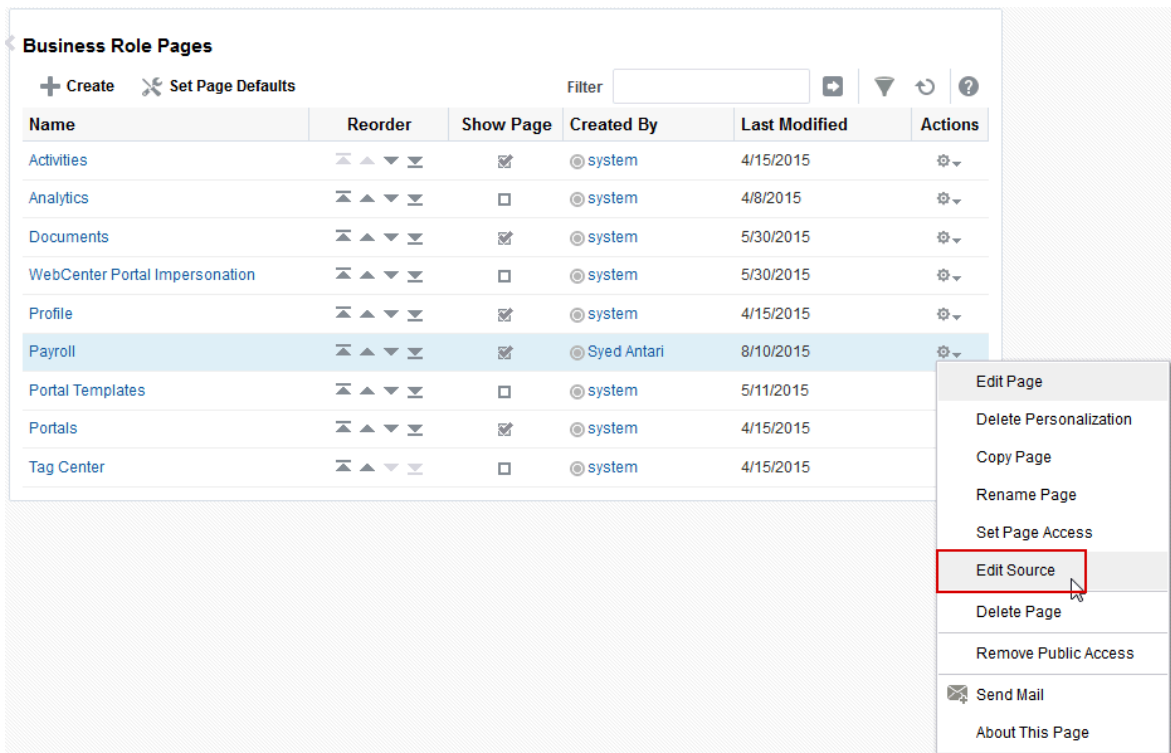 Business Role Pages
Create Set Page Defaults Filter
Name Reorder Show Page Created By Last Modified Actions
Activities system 4/15/2015
Analytics system 4/8/2015
Documents system 5/30/2015
WebCenter Portal Impersonation system 5/30/2015
Profile system 4/15/2015
Payroll Syed Antari 8/10/2015
Edit Page
Portal Templates system 5/11/2015
Delete Personalization
Portals system 4/15/2015
Copy Page
Tag Center system 4/15/2015
Rename Page
Set Page Access
Edit Source
Delete Page
Remove Public Access
Send Mail
About This Page